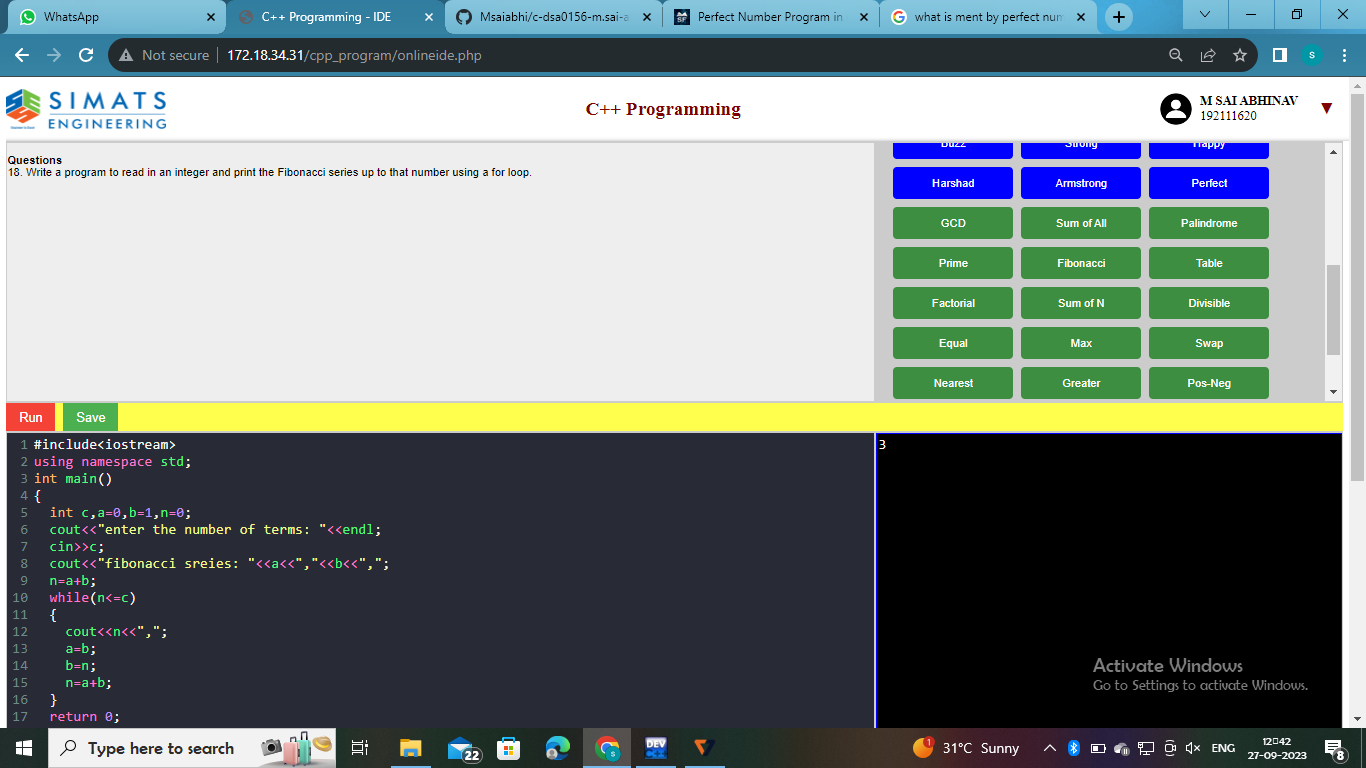 WhatsApp
C++ Programming - IDE
Msaiabhi/c-dsa0156-m.sai-a
Perfect Number Program in
what is ment by perfect num
Not secure
172.18.34.31/cpp_program/onlineide.php
S
SIMATS
ENGINEERING
C++ Programming
M SAI ABHINAV
192111620
Questions
18. Write a program to read in an integer and print the Fibonacci series up to that number using a for loop.
Buzz Strong Happy
Harshad Armstrong Perfect
GCD Sum of All Palindrome
Prime Fibonacci Table
Factorial Sum of N Divisible
Equal Max Swap
Nearest Greater Pos-Neg
Run Save
1 #include<iostream>
2 using namespace std;
3 int main()
4 {
5 int c,a=0,b=1,n=0;
6 cout<<"enter the number of terms: "<<endl;
7 cin>>c;
8 cout<<"fibonacci sreies: "<<a<<","<<b<<",";
9 n=a+b;
10 while(n<=c)
11 {
12 cout<<n<<",";
13 a=b;
14 b=n;
15 n=a+b;
16 }
17 return 0;
3
Activate Windows
Go to Settings to activate Windows.
Type here to search
22
DEV
1
31°C Sunny
ENG
12:42
27-09-2023
8